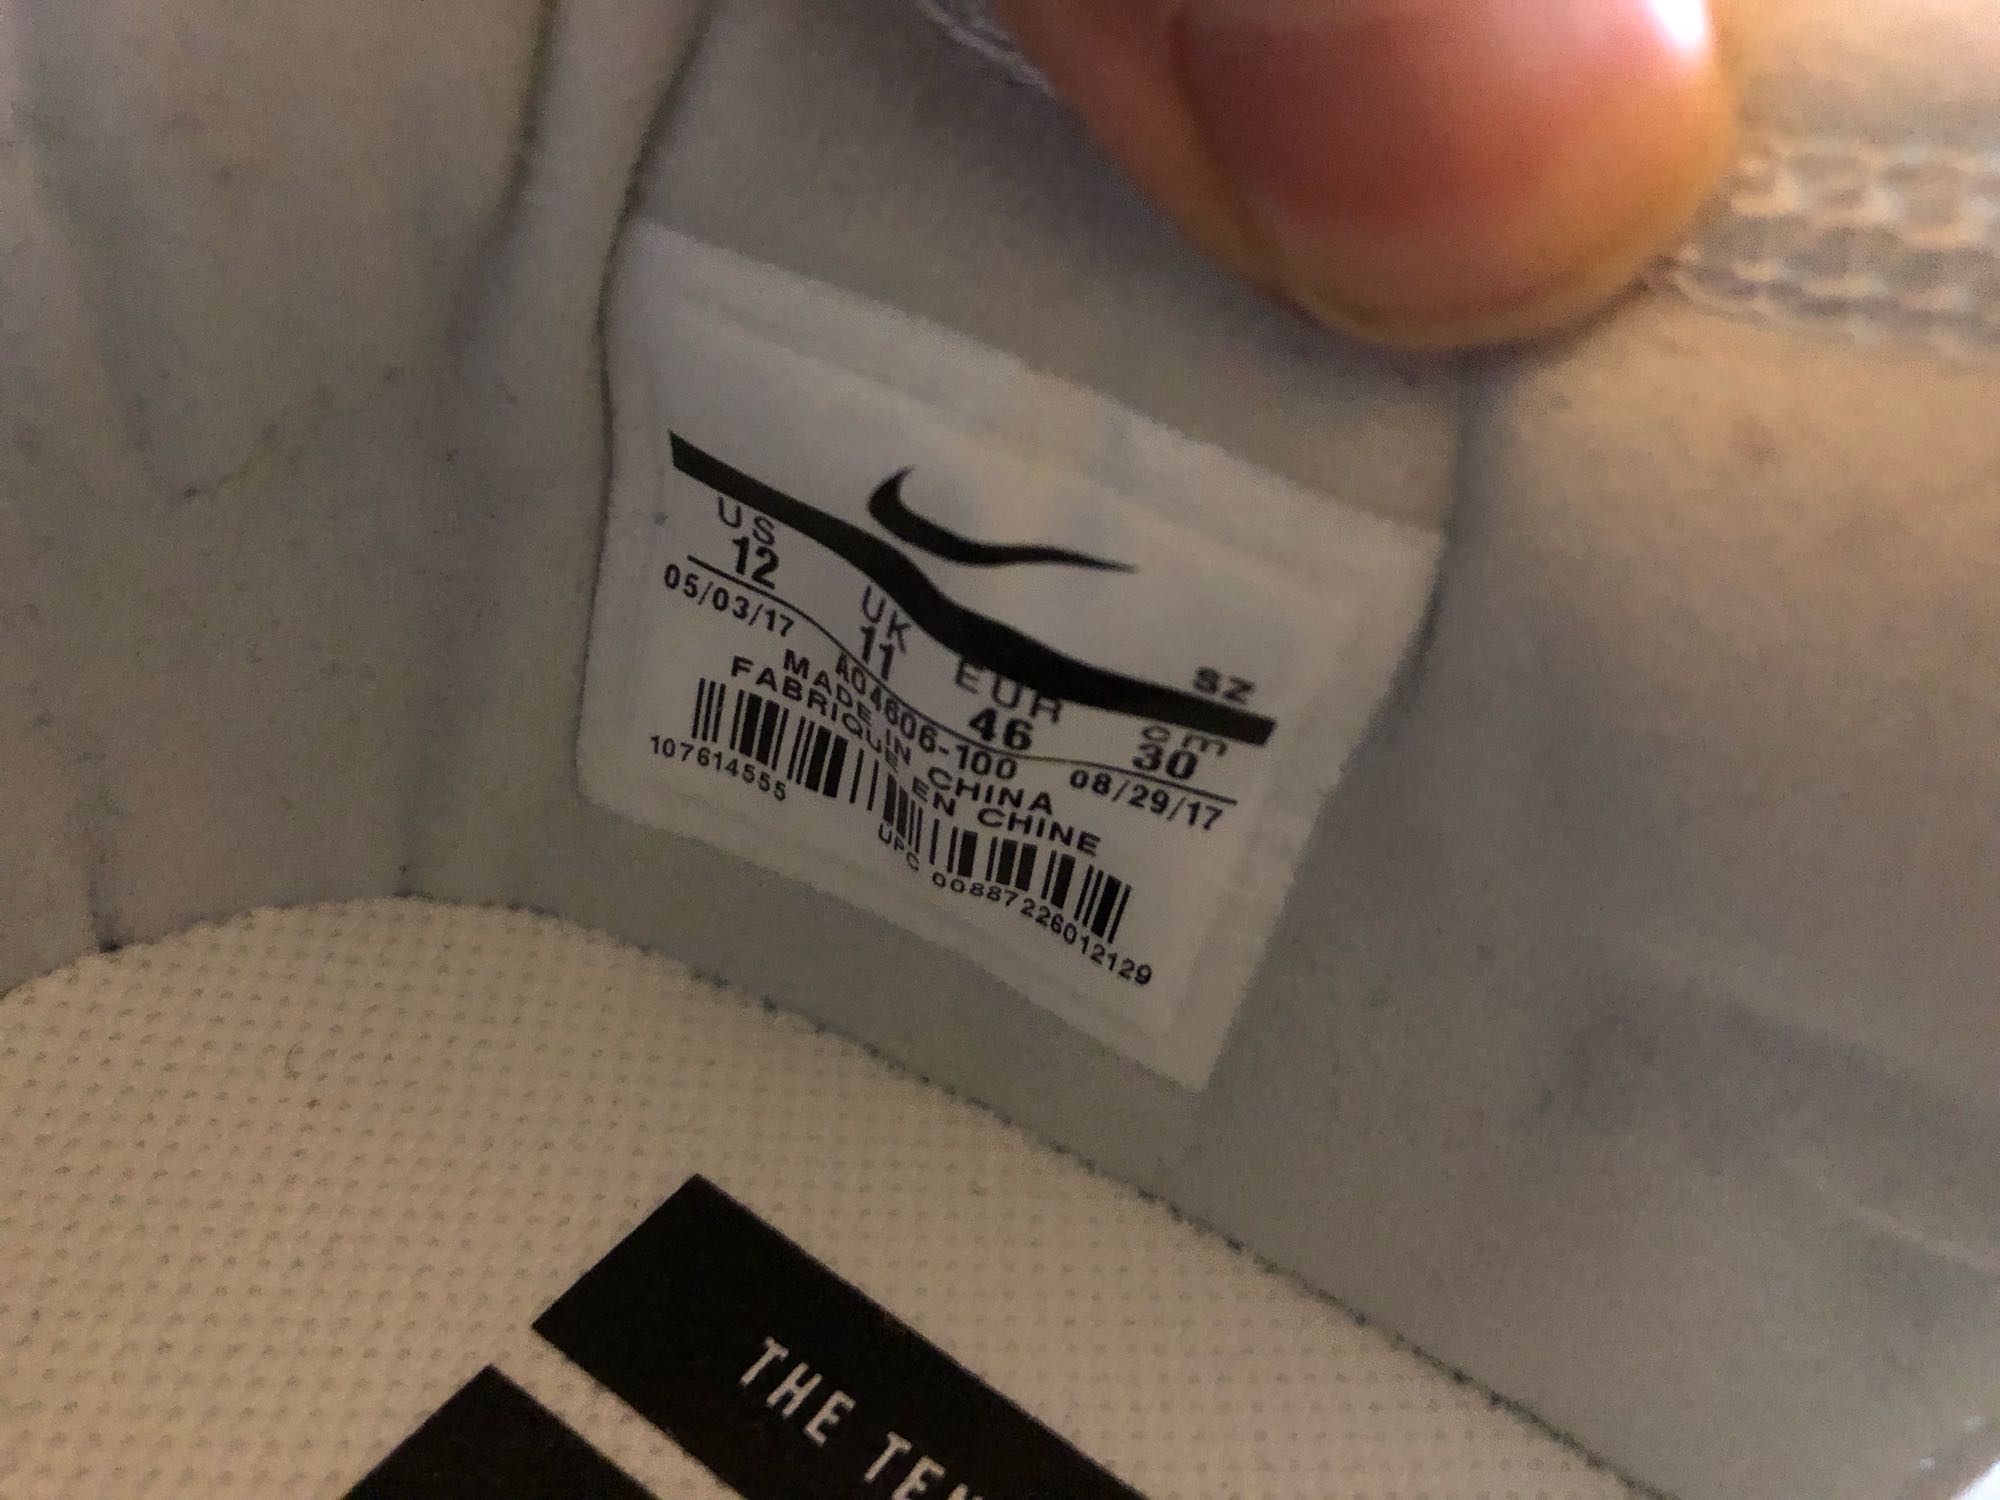 SZ
US UK EUR cm
12 11 46 30
05/03/17 08/29/17
AO4606-100
MADE IN CHINA
FABRIQUE EN CHINE
107614555
UPC 00887226012129
THE TEN